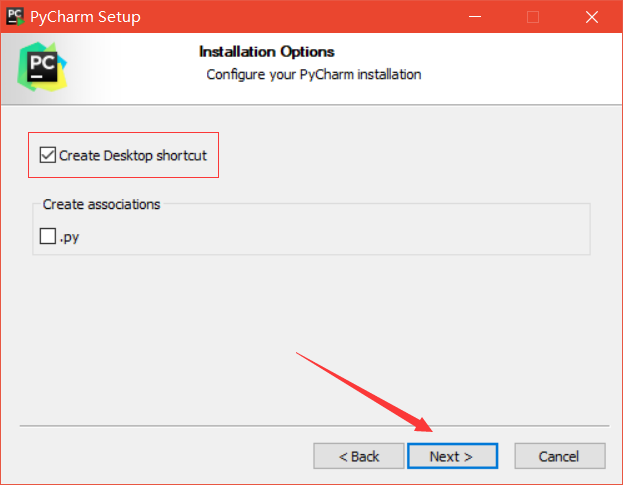 PC PyCharm Setup
PC
Installation Options
Configure your PyCharm installation
Create Desktop shortcut
Create associations
.py
< Back Next > Cancel